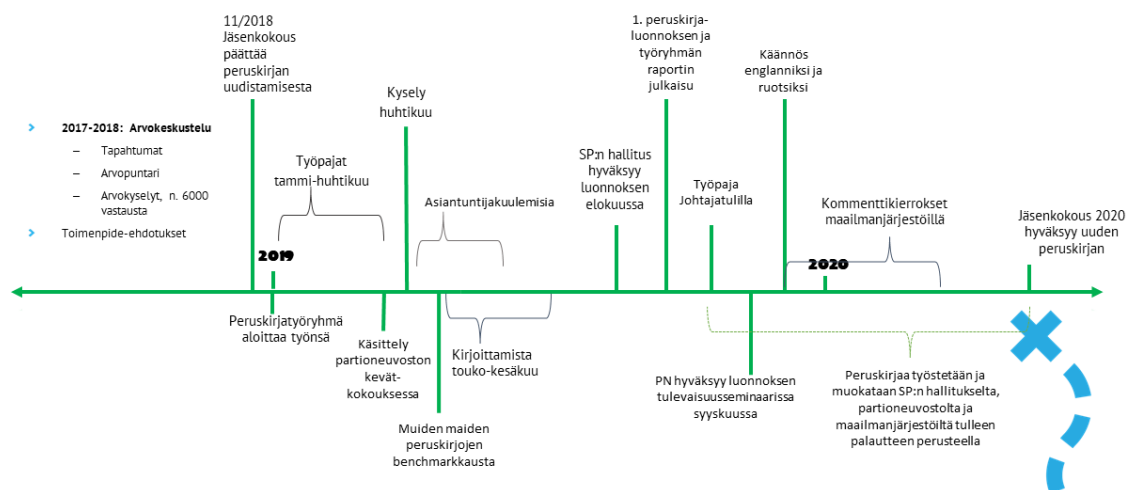 11/2018
Jäsenkokous
päättää
peruskirjan
uudistamisesta
2017-2018: Arvokeskustelu
Tapahtumat
Arvopuntari
Arvokyselyt, n. 6000
vastausta
Toimenpide-ehdotukset
Työpajat
tammi-huhtikuu
2019
Peruskirjatyöryhmä
aloittaa työnsä
Kysely
huhtikuu
Käsittely
partioneuvoston
kevät-
kokouksessa
Asiantuntijakuulemisia
Muiden maiden
peruskirjojen
benchmarkkausta
Kirjoittamista
touko-kesäkuu
SP:n hallitus
hyväksyy
luonnoksen
elokuussa
1. peruskirja-
luonnoksen ja
työryhmän
raportin
julkaisu
Työpaja
Johtajatulilla
PN hyväksyy luonnoksen
tulevaisuusseminaarissa
syyskuussa
Käännös
englanniksi ja
ruotsiksi
Kommenttikierrokset
maailmanjärjestöillä
2020
Peruskirjaa työstetään ja
muokataan SP:n hallitukselta,
partioneuvostolta ja
maailmanjärjestöiltä tulleen
palautteen perusteella
Jäsenkokous 2020
hyväksyy uuden
peruskirjan